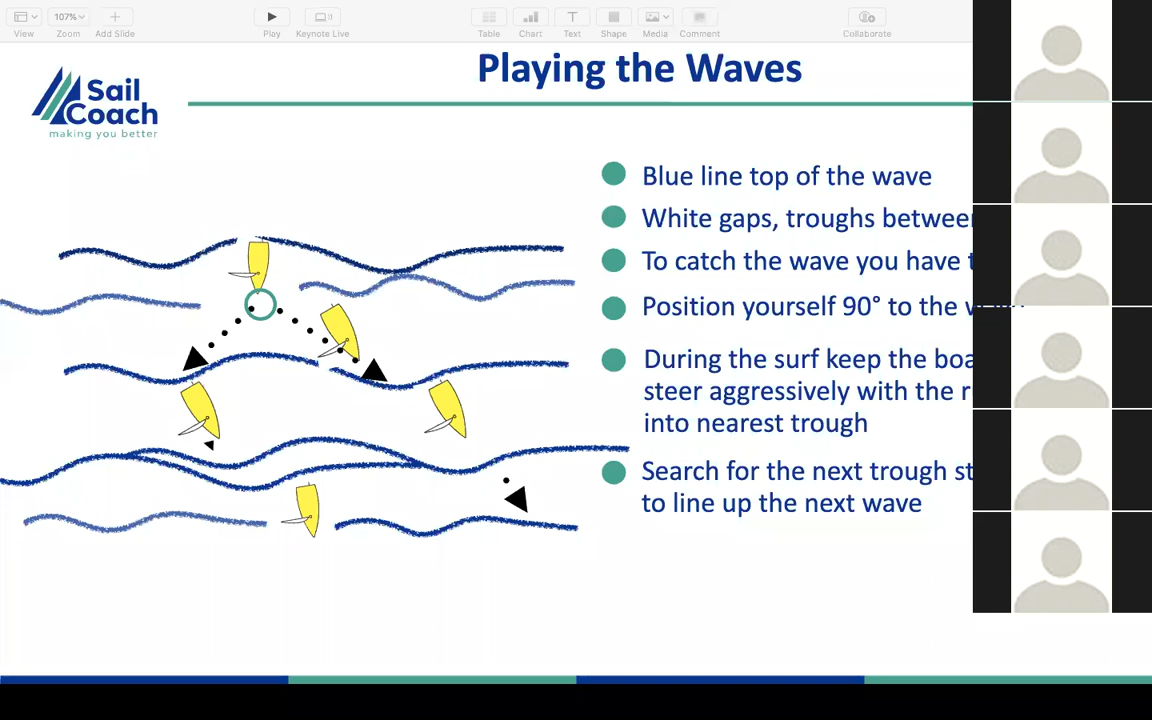 107%
View
Zoom
Add Slide
Play
Keynote Live
Table
Chart
Text
Shape
Media
Comment
Collaborate
Sail
Coach
making you better
Playing the Waves
Blue line top of the wave
White gaps, troughs between
To catch the wave you have
Position yourself 90° to the
During the surf keep the
steer aggressively with the
into nearest trough
Search for the next trough
to line up the next wave